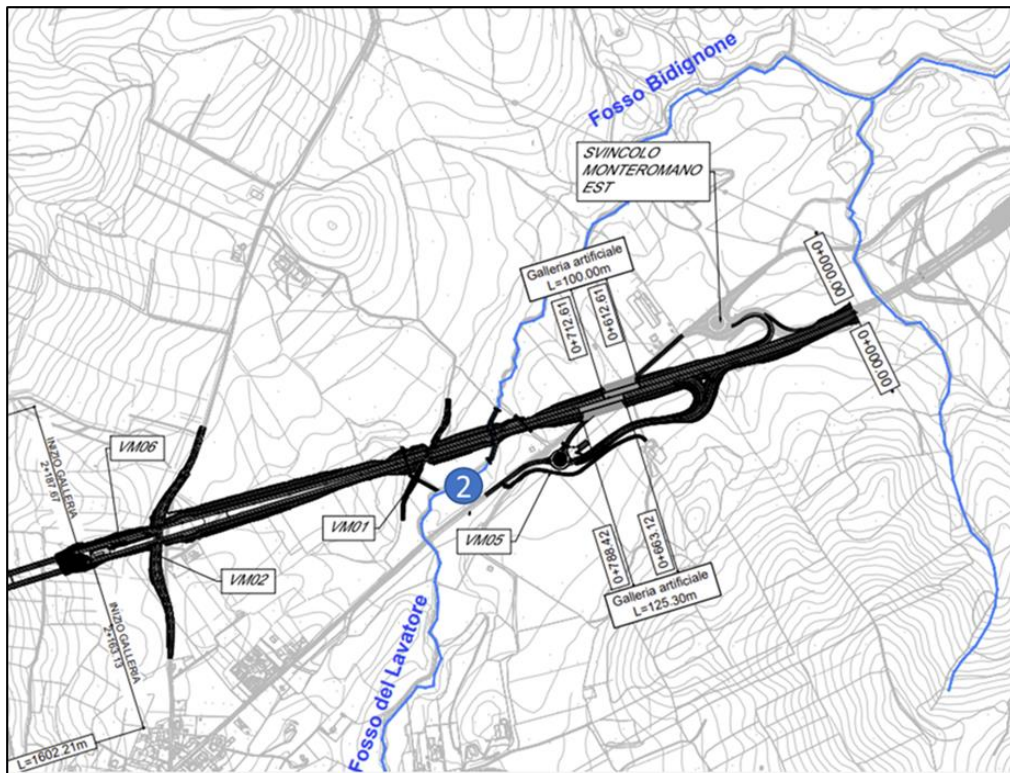 Fosso Bidignone
SVINCOLO
MONTEROMANO
EST
Galleria artificiale
L=100.00m
0+712.61
0+612.61
0+000.00
0+000.00
VM06
INIZIO GALLERIA
2+187.67
VM01
2
VM05
VM02
0+788.42
0+663.12
Galleria artificiale
L=125.30m
INIZIO GALLERIA
2+163.13
Fosso del Lavatore
L=1602.21m